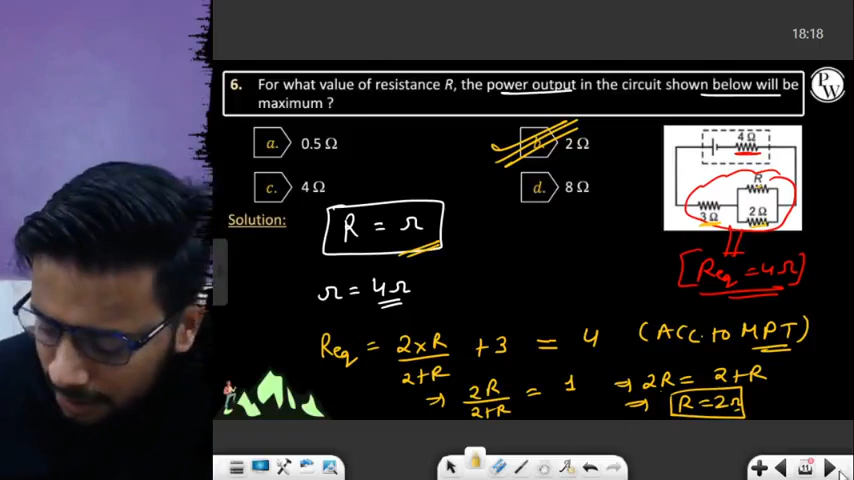 18:18
6. For what value of resistance R, the power output in the circuit shown below will be
maximum ?
P
W
a. 0.5 Ω
b. 2 Ω
c. 4 Ω
d. 8 Ω
4 Ω
R
3 Ω
2 Ω
Solution:
R = r
[Req = 4Ω]
r = 4Ω
Req = 2×R/2+R + 3 = 4 (ACC. to MPT)
⇒ 2R/2+R = 1 ⇒ 2R = 2+R
⇒ R = 2Ω
11